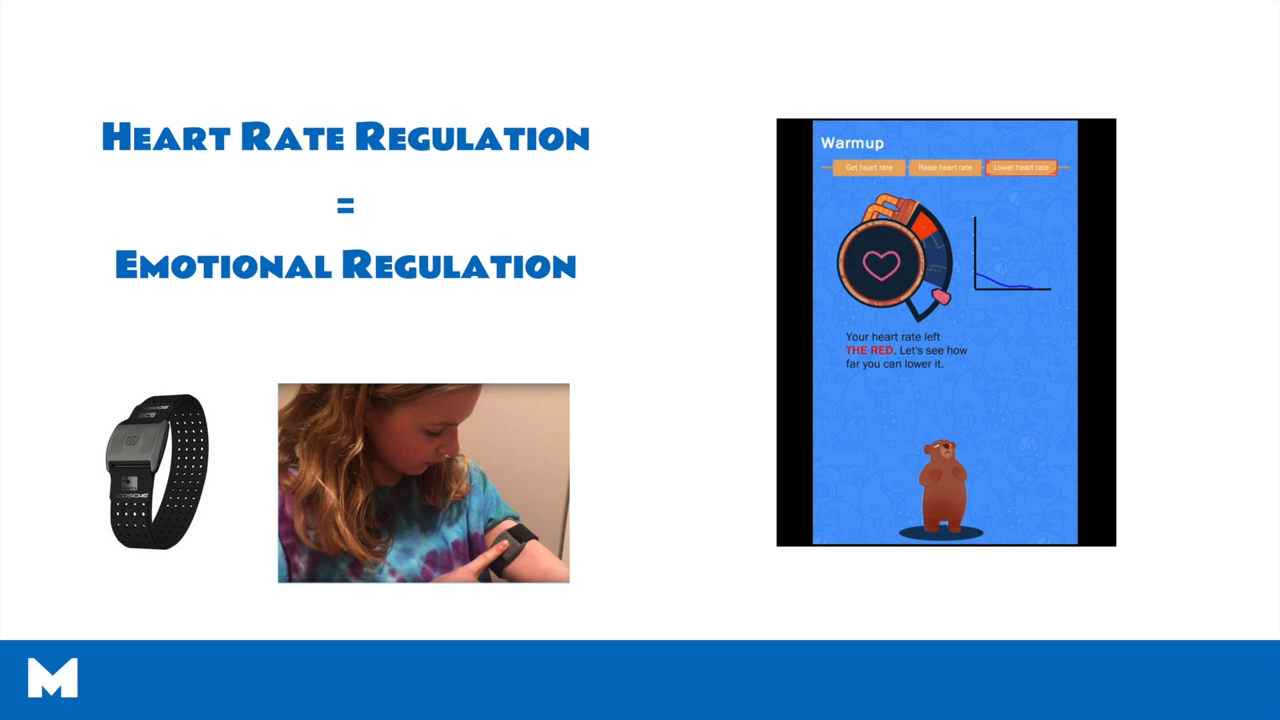 HEART RATE REGULATION
=
EMOTIONAL REGULATION
Warmup
Get heart rate
Raise heart rate
Lower heart rate
Your heart rate left
THE RED. Let's see how
far you can lower it.
M